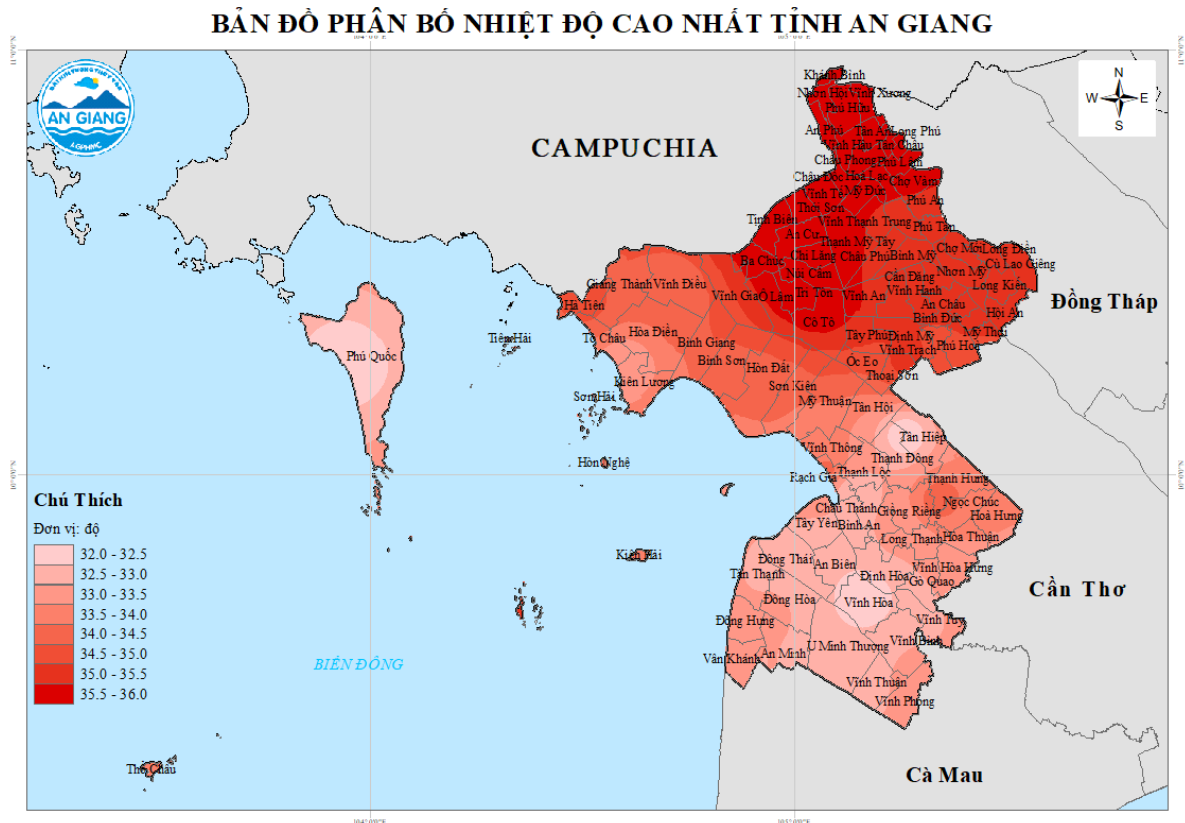 BẢN ĐỒ PHÂN BỐ NHIỆT ĐỘ CAO NHẤT TỈNH AN GIANG
AN GIANG
N
W E
S
CAMPUCHIA
Khánh Bình
Nhơn Hội Vĩnh Xương
Phú Hữu
An Phú
Tân An Long Phú
Vĩnh Hậu Tân Châu
Châu Phong Phú Lâm
Châu Đốc Hoà Lạc
Chợ Vàm
Vĩnh Tế Mỹ Đức
Phú An
Thới Sơn
Tịnh Biên Vĩnh Thạnh Trung Phú Tân
An Cư
Thạnh Mỹ Tây
Chợ Mới Long Điền
Ba Chúc Chi Lăng Châu Phú Bình Mỹ
Cù Lao Giêng
Núi Cấm
Cần Đăng Nhơn Mỹ
Giang Thành Vĩnh Điều
Vĩnh Gia Ô Lâm Tri Tôn Vĩnh An Vĩnh Hanh
Long Kiến
An Châu
Hà Tiên
Bình Đức
Hội An
Đồng Tháp
Cô Tô
Tô Châu Hòa Điền
Tiên Hải
Bình Giang
Tây Phú Định Mỹ Mỹ Thới
Vĩnh Trạch Phú Hoà
Phú Quốc
Bình Sơn
Hòn Đất
Óc Eo
Thoại Sơn
Kiên Lương
Sơn Kiên
Sơn Hải
Mỹ Thuận
Tân Hội
Tân Hiệp
Vĩnh Thông
Thạnh Đông
Hòn Nghệ
Rạch Giá
Thạnh Lộc
Thạnh Hưng
Ngọc Chúc
Châu Thành Giồng Riềng Hoà Hưng
Tây Yên Bình An
Long Thạnh Hòa Thuận
Kiên Hải
Đông Thái An Biên
Tân Thạnh
Định Hòa
Vĩnh Hòa Hưng
Gò Quao
Cần Thơ
Đông Hòa
Vĩnh Hòa
Đông Hưng
Vĩnh Tuy
Vĩnh Bình
U Minh Thượng
Vân Khánh An Minh
Vĩnh Thuận
Vĩnh Phong
BIỂN ĐÔNG
Thổ Châu
Cà Mau
Chú Thích
Đơn vị: độ
32.0 - 32.5
32.5 - 33.0
33.0 - 33.5
33.5 - 34.0
34.0 - 34.5
34.5 - 35.0
35.0 - 35.5
35.5 - 36.0